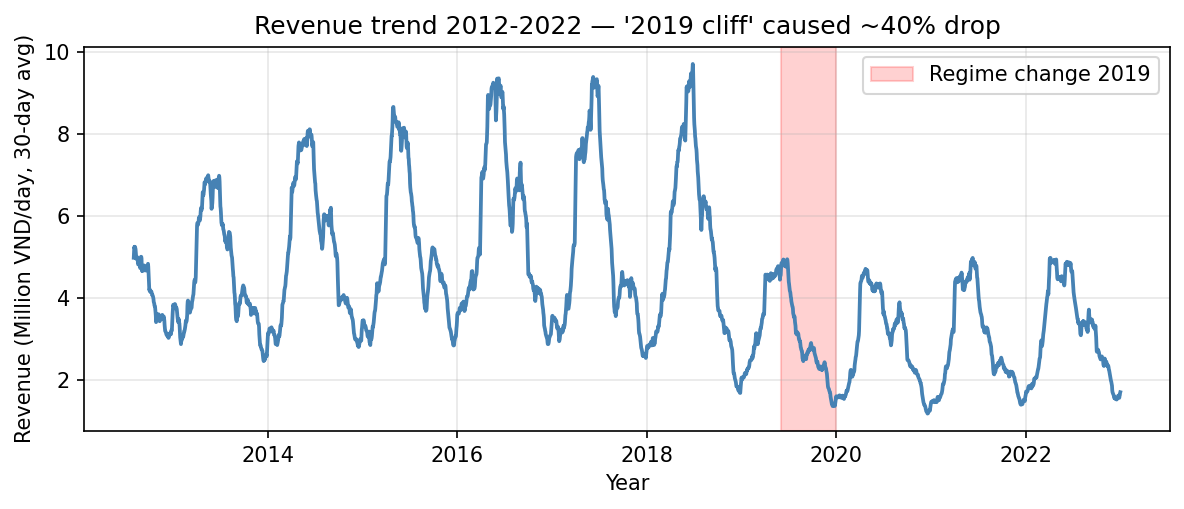 Revenue trend 2012-2022 — '2019 cliff' caused ~40% drop
Revenue (Million VND/day, 30-day avg)
10
8
6
4
2
Regime change 2019
2014 2016 2018 2020 2022
Year